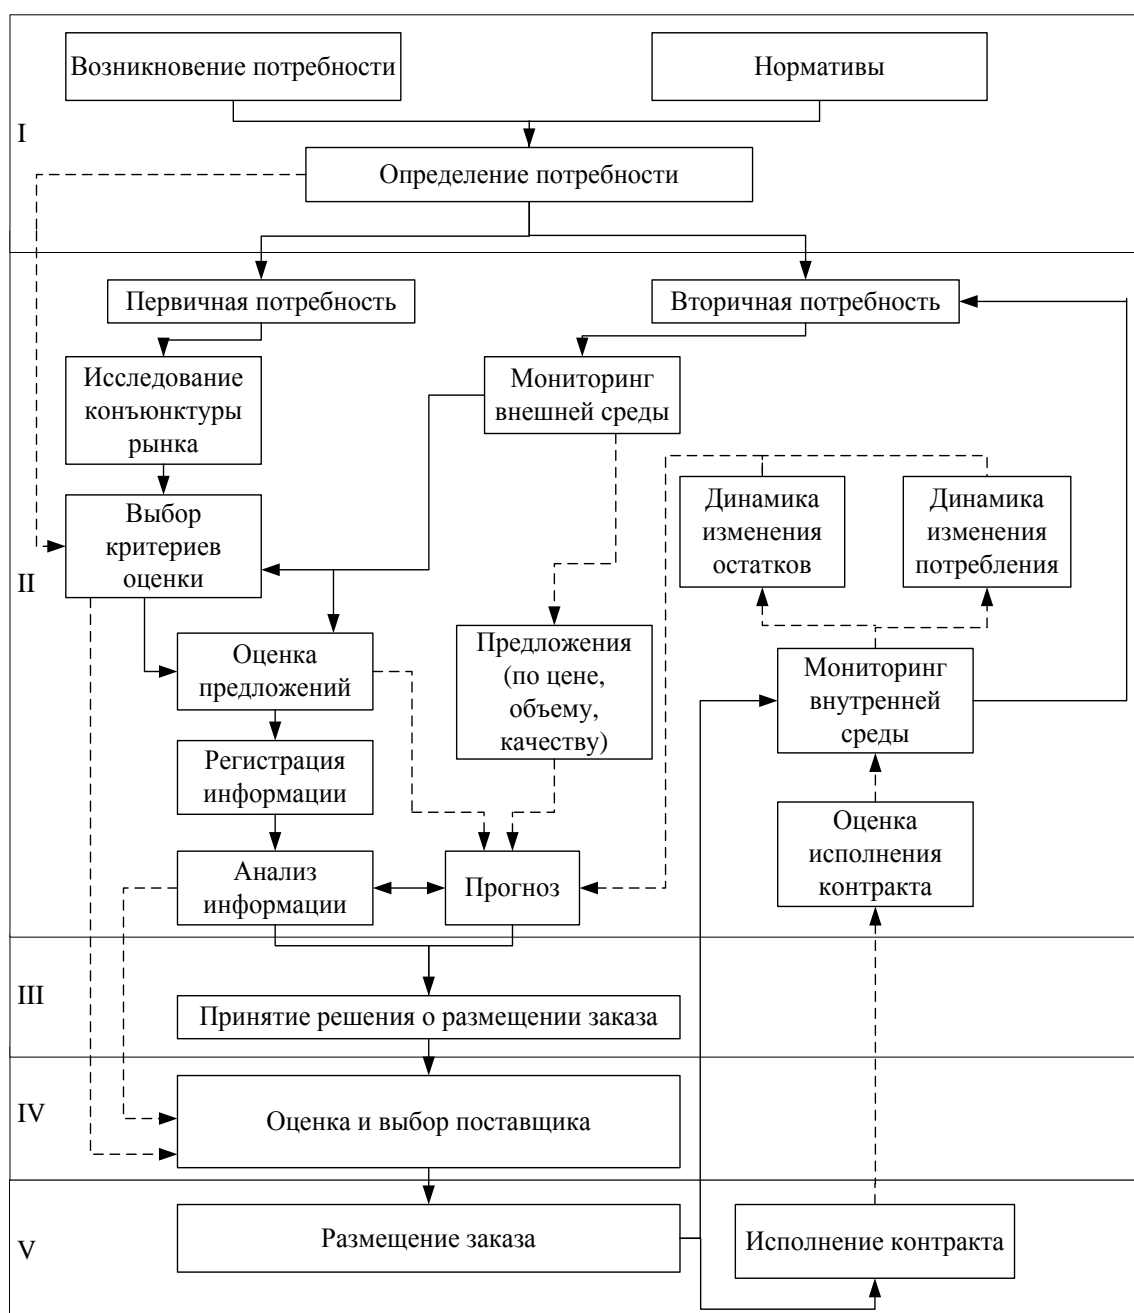 Возникновение потребности
Нормативы
I
Определение потребности
Первичная потребность
Вторичная потребность
Исследование
конъюнктуры
рынка
Мониторинг
внешней среды
Выбор
критериев
оценки
Динамика
изменения
остатков
Динамика
изменения
потребления
II
Оценка
предложений
Предложения
(по цене,
объему,
качеству)
Мониторинг
внутренней
среды
Регистрация
информации
Оценка
исполнения
контракта
Анализ
информации
Прогноз
III
Принятие решения о размещении заказа
IV
Оценка и выбор поставщика
V
Размещение заказа
Исполнение контракта